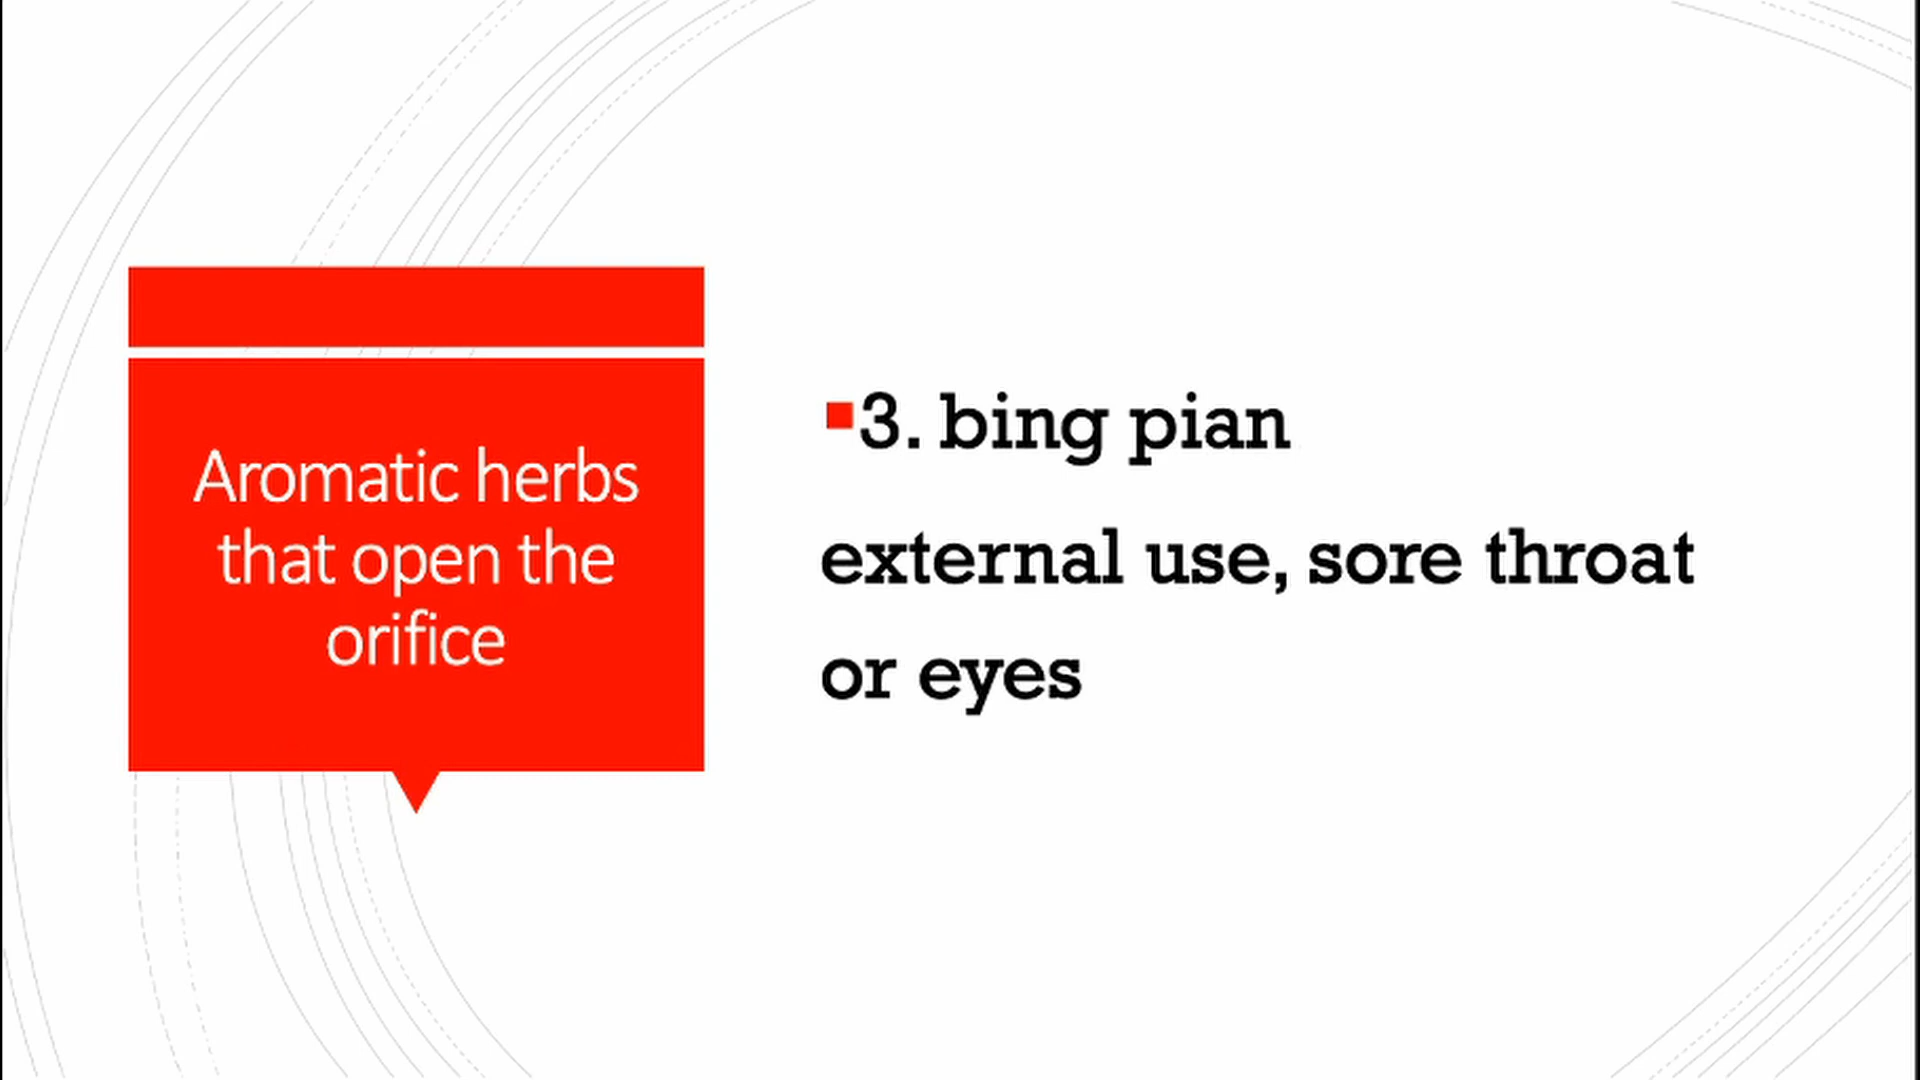 Aromatic herbs
that open the
orifice
3. bing pian
external use, sore throat
or eyes